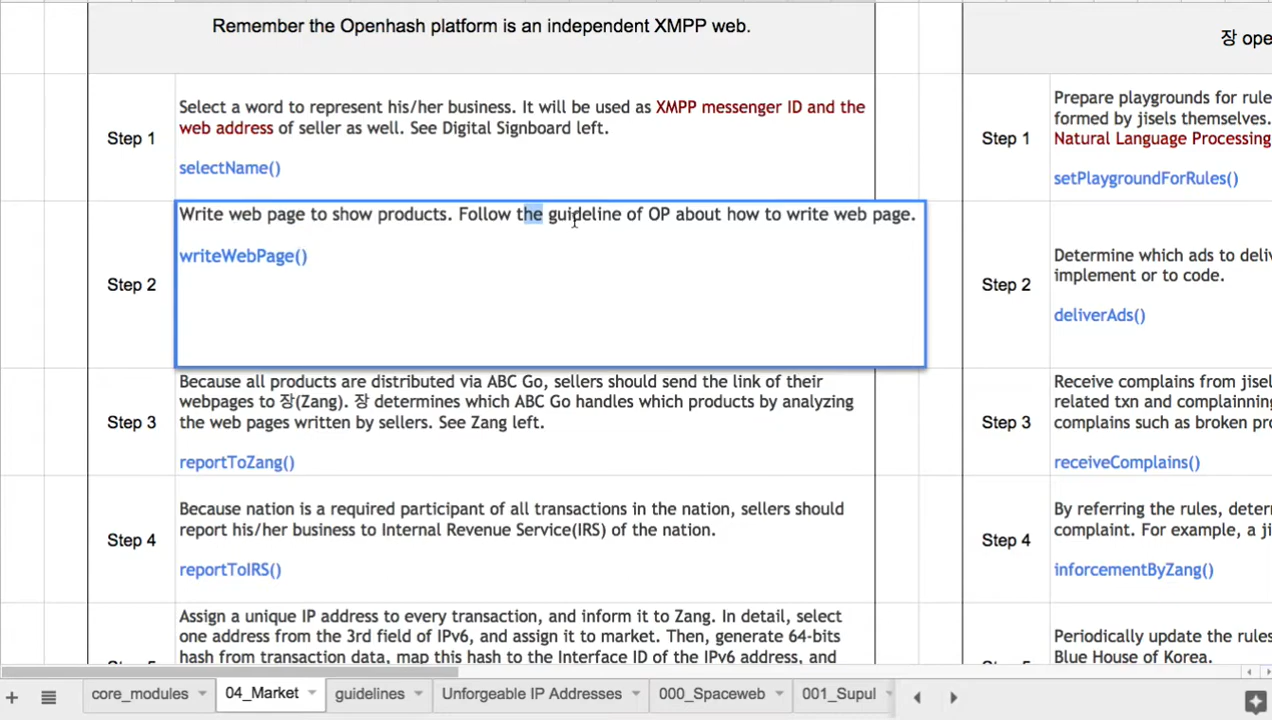 Remember the Openhash platform is an independent XMPP web.
Step 1
Select a word to represent his/her business. It will be used as XMPP messenger ID and the
web address of seller as well. See Digital Signboard left.
selectName()
Step 2
Write web page to show products. Follow the guideline of OP about how to write web page.
writeWebPage()
Step 3
Because all products are distributed via ABC Go, sellers should send the link of their
webpages to 장(Zang). 장 determines which ABC Go handles which products by analyzing
the web pages written by sellers. See Zang left.
reportToZang()
Step 4
Because nation is a required participant of all transactions in the nation, sellers should
report his/her business to Internal Revenue Service(IRS) of the nation.
reportToIRS()
Assign a unique IP address to every transaction, and inform it to Zang. In detail, select
one address from the 3rd field of IPv6, and assign it to market. Then, generate 64-bits
hash from transaction data, map this hash to the Interface ID of the IPv6 address, and
장 ope
Step 1
Prepare playgrounds for rule
formed by jisels themselves.
Natural Language Processing
setPlaygroundForRules()
Step 2
Determine which ads to deli
implement or to code.
deliverAds()
Step 3
Receive complains from jisel
related txn and complainning
complains such as broken pro
receiveComplains()
Step 4
By referring the rules, deter
complaint. For example, a ji
inforcementByZang()
Periodically update the rules
Blue House of Korea.
core_modules
04_Market
guidelines
Unforgeable IP Addresses
000_Spaceweb
001_Supul